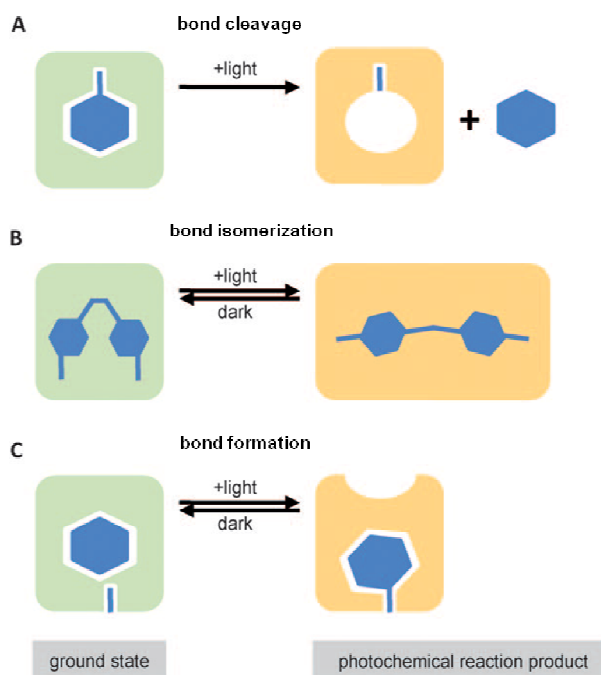 A
bond cleavage
+light
+
B
bond isomerization
+light
dark
C
bond formation
+light
dark
ground state
photochemical reaction product